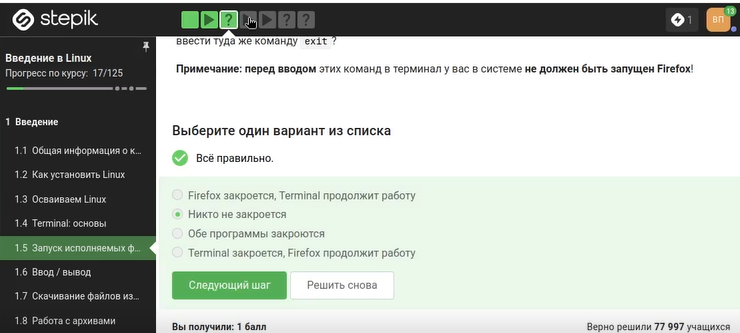 stepik
?
?
?
1
ВП
13
ввести туда же команду exit ?
Введение в Linux
Прогресс по курсу: 17/125
Примечание: перед вводом этих команд в терминал у вас в системе не должен быть запущен Firefox!
1 Введение
Выберите один вариант из списка
1.1 Общая информация о к...
Всё правильно.
1.2 Как установить Linux
1.3 Осваиваем Linux
Firefox закроется, Terminal продолжит работу
1.4 Terminal: основы
Никто не закроется
Обе программы закроются
1.5 Запуск исполняемых ф...
Terminal закроется, Firefox продолжит работу
1.6 Ввод / вывод
Следующий шаг
Решить снова
1.7 Скачивание файлов из...
1.8 Работа с архивами
Вы получили: 1 балл
Верно решили 77 997 учащихся